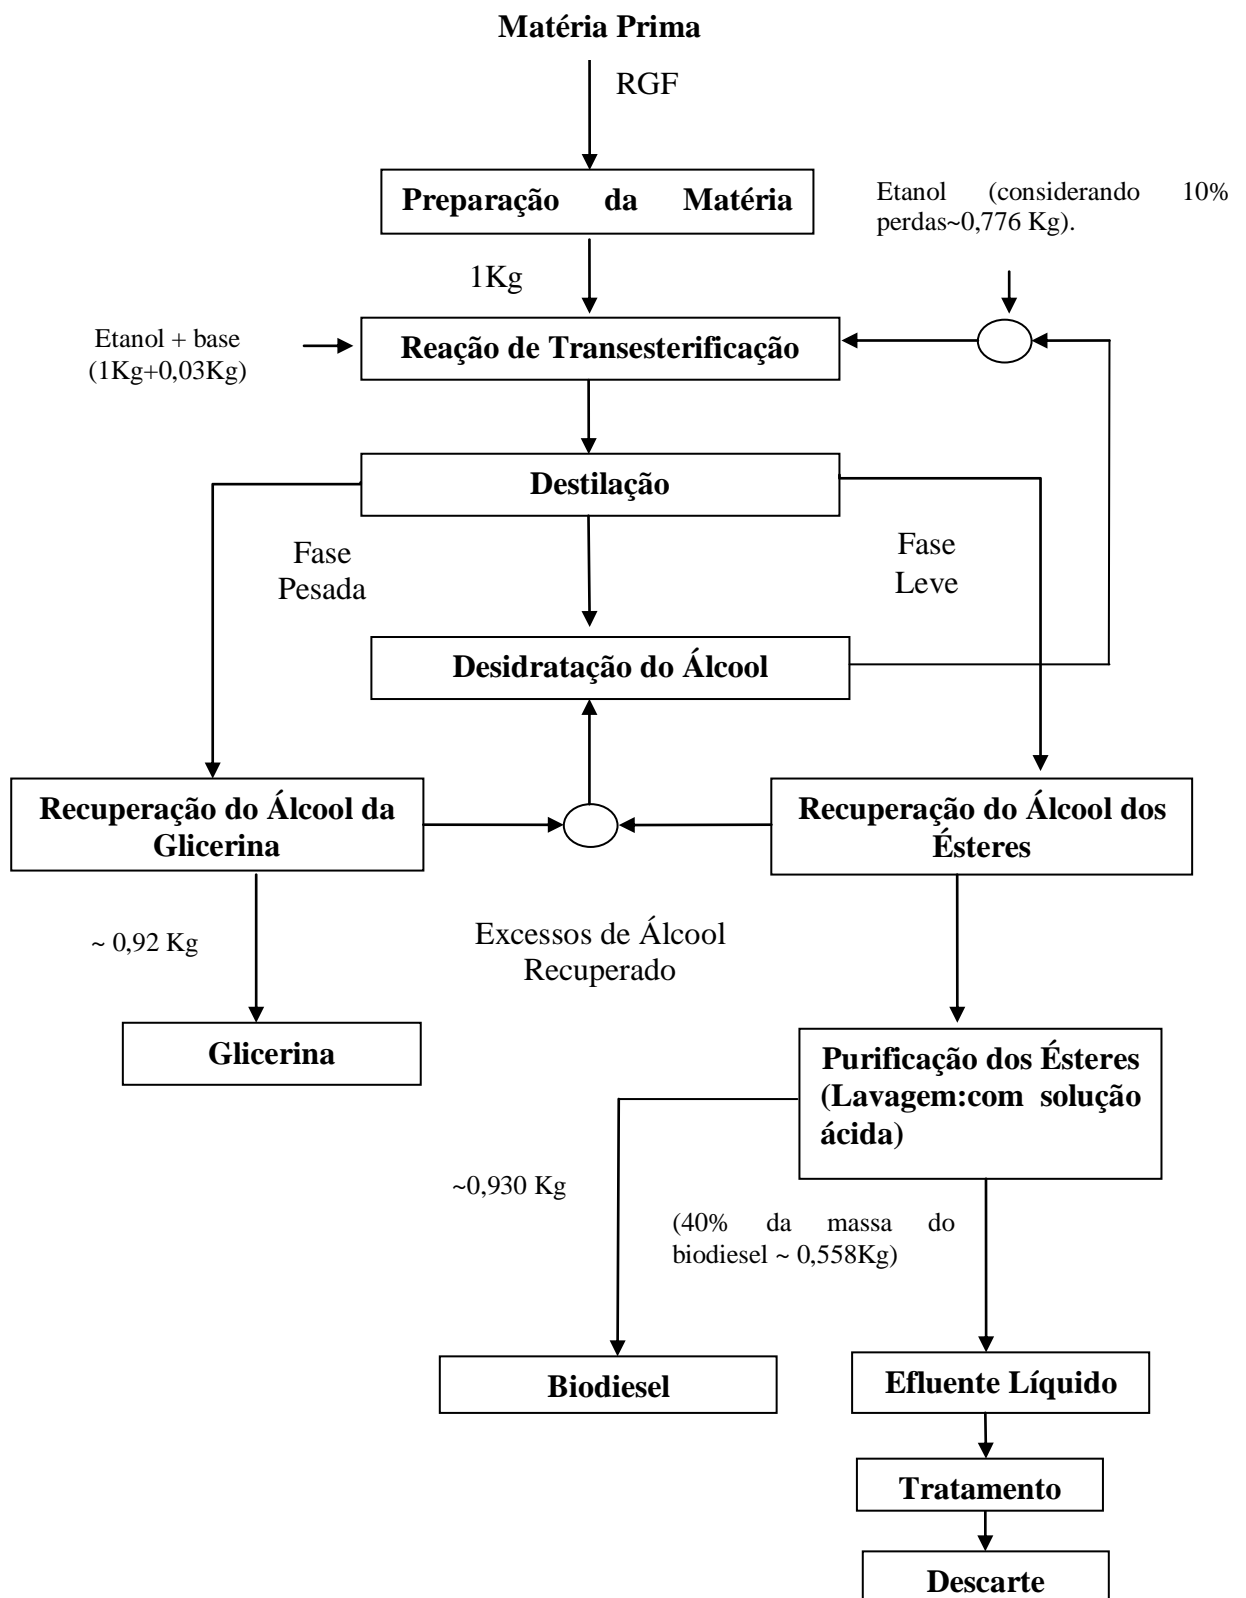 Matéria Prima
RGF
Preparação da Matéria
Etanol (considerando 10%
perdas~0,776 Kg).
1Kg
Etanol + base
(1Kg+0,03Kg)
Reação de Transesterificação
Destilação
Fase
Pesada
Fase
Leve
Desidratação do Álcool
Recuperação do Álcool da
Glicerina
Recuperação do Álcool dos
Ésteres
~ 0,92 Kg
Excessos de Álcool
Recuperado
Glicerina
Purificação dos Ésteres
(Lavagem:com solução
ácida)
~0,930 Kg
(40% da massa do
biodiesel ~ 0,558Kg)
Biodiesel
Efluente Líquido
Tratamento
Descarte